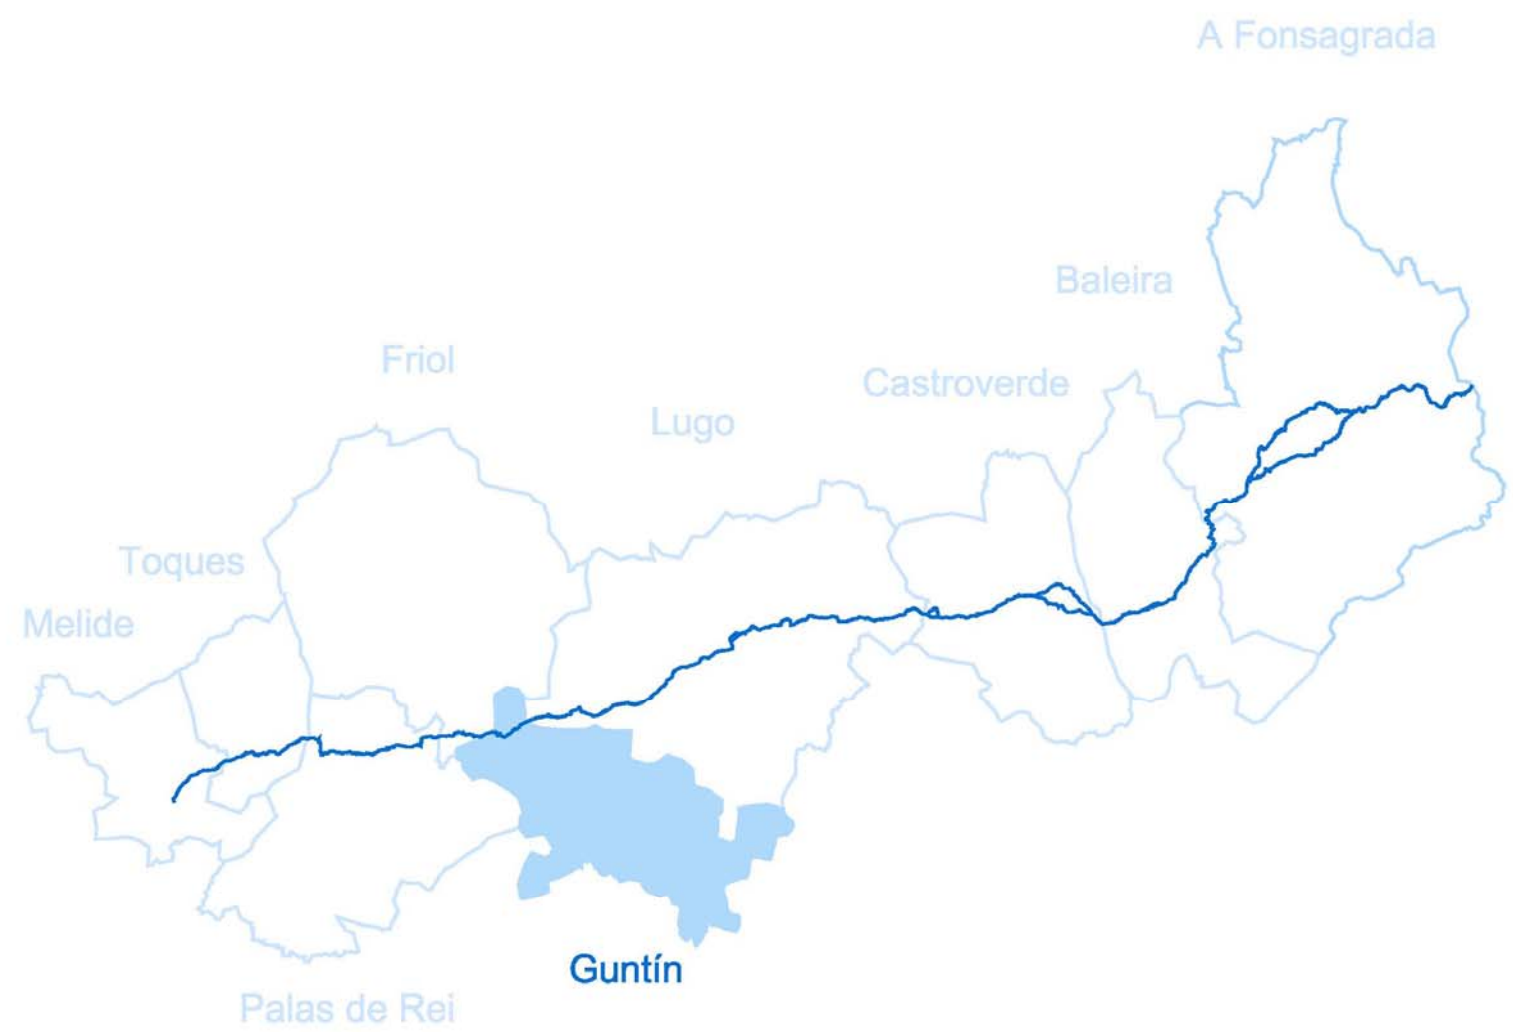 A Fonsagrada
Baleira
Friol
Castroverde
Lugo
Toques
Melide
Guntín
Palas de Rei